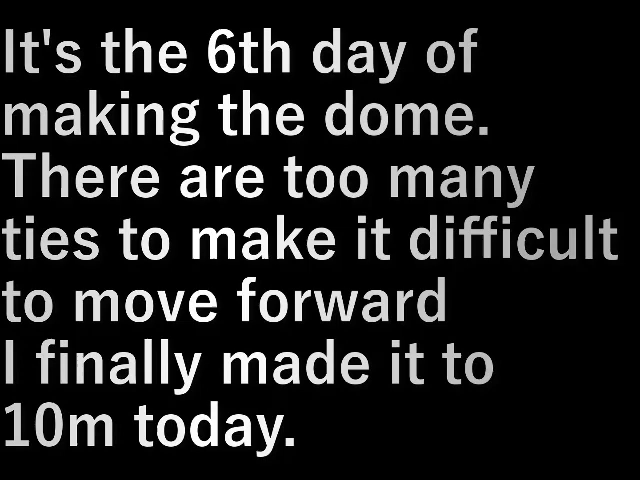 It's the 6th day of
making the dome.
There are too many
ties to make it difficult
to move forward
I finally made it to
10m today.